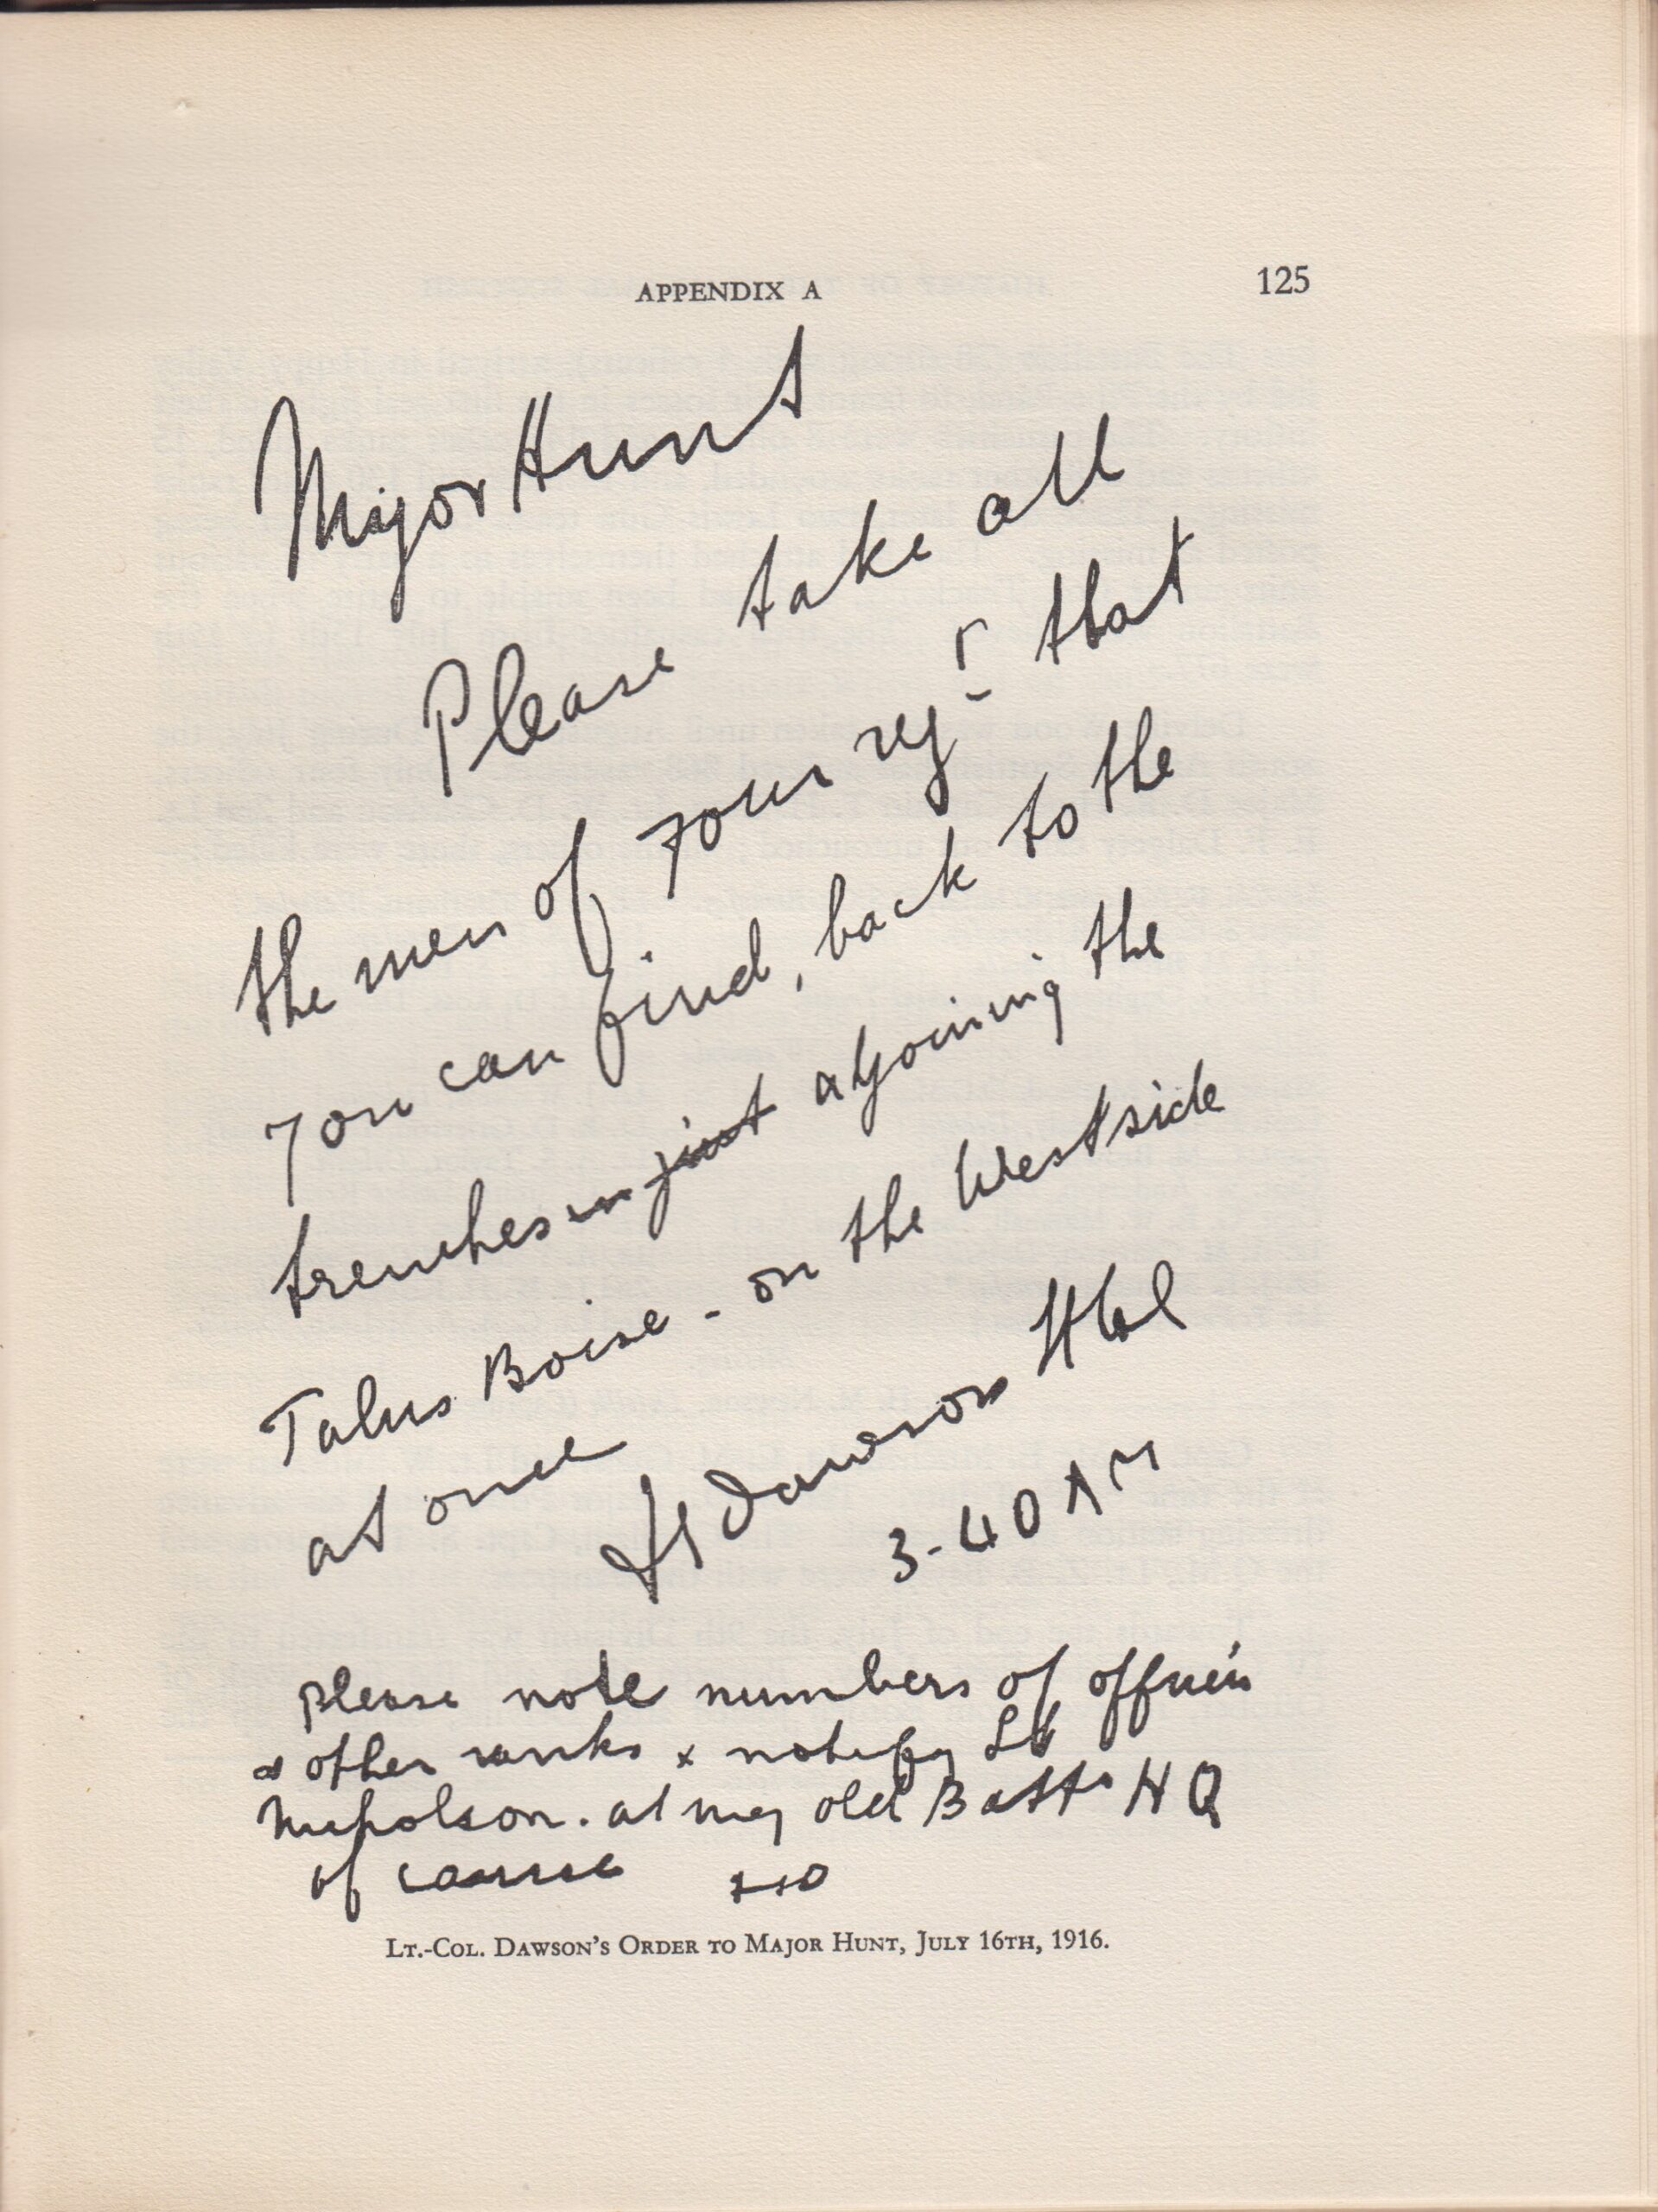 APPENDIX A 125
Major Hunt
Please take all
the men of your regt that
you can find, back to the
trenches in just adjoining the
Talus Boise - on the West side
at once
Dawson Lt Col
3-40 AM
Please note numbers of officers
& other ranks & notify Lt
Nicholson. at my old Battn HQ
of course
LT.-COL. DAWSON'S ORDER TO MAJOR HUNT, JULY 16TH, 1916.